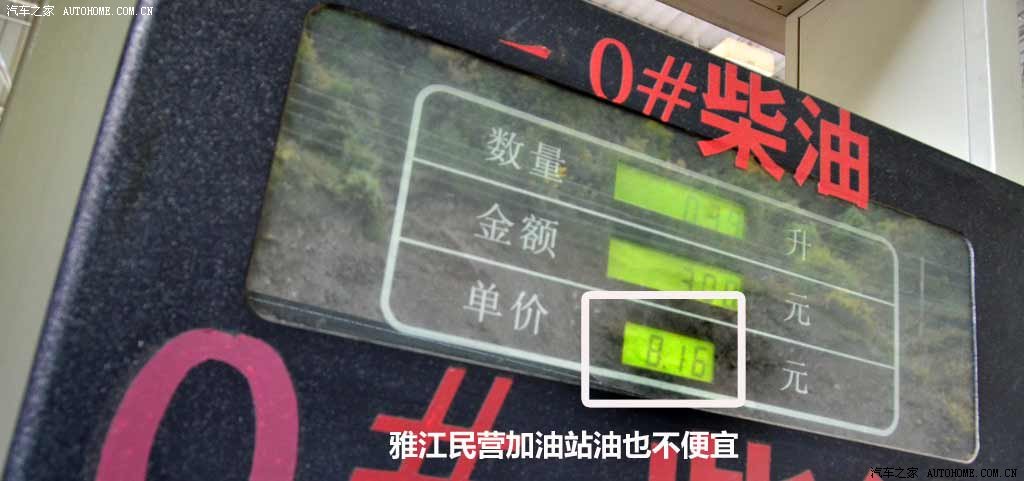 汽车之家 AUTOHOME.COM.CN
0#柴油
数量 升
金额 元
单价 8.16 元
0#
雅江民营加油站油也不便宜
汽车之家 AUTOHOME.COM.CN